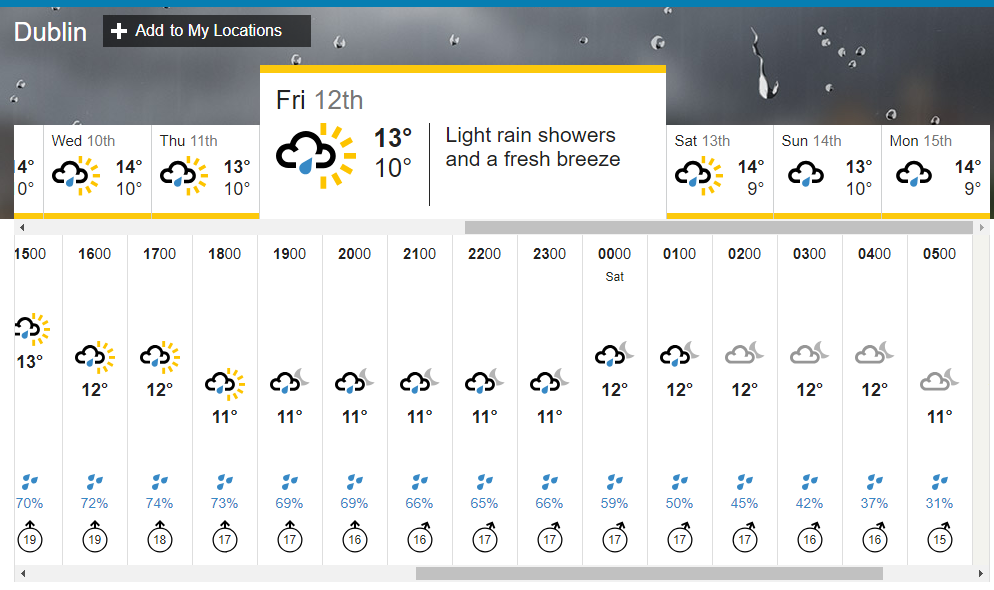 Dublin
+ Add to My Locations
Fri 12th
13°
10°
Light rain showers
and a fresh breeze
4°
0°
Wed 10th
14°
10°
Thu 11th
13°
10°
Sat 13th
14°
9°
Sun 14th
13°
10°
Mon 15th
14°
9°
1500 1600 1700 1800 1900 2000 2100 2200 2300 0000 0100 0200 0300 0400 0500
Sat
13° 12° 12° 11° 11° 11° 11° 11° 11° 12° 12° 12° 12° 12° 11°
70% 72% 74% 73% 69% 69% 66% 65% 66% 59% 50% 45% 42% 37% 31%
19 19 18 17 17 16 16 17 17 17 17 17 16 16 15